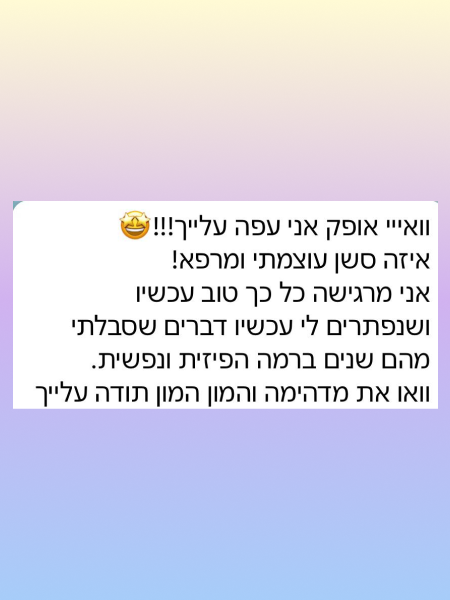 וואייי אופק אני עפה עלייך!!!🤩
איזה סשן עוצמתי ומרפא!
אני מרגישה כל כך טוב עכשיו
ושנפתרים לי עכשיו דברים שסבלתי
מהם שנים ברמה הפיזית ונפשית.
וואו את מדהימה והמון המון תודה עלייך